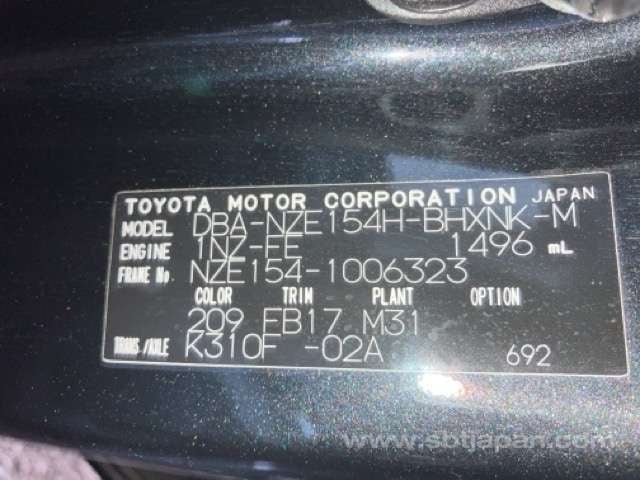 TOYOTA MOTOR CORPORATION JAPAN
MODEL DBA-NZE154H-BHXNK-M
ENGINE 1NZ-FE 1496 mL
FRAME No NZE154-1006323
COLOR TRIM PLANT OPTION
209 FB17 M31
TRANS./AXLE K310F -02A 692
www.sbtjapan.com